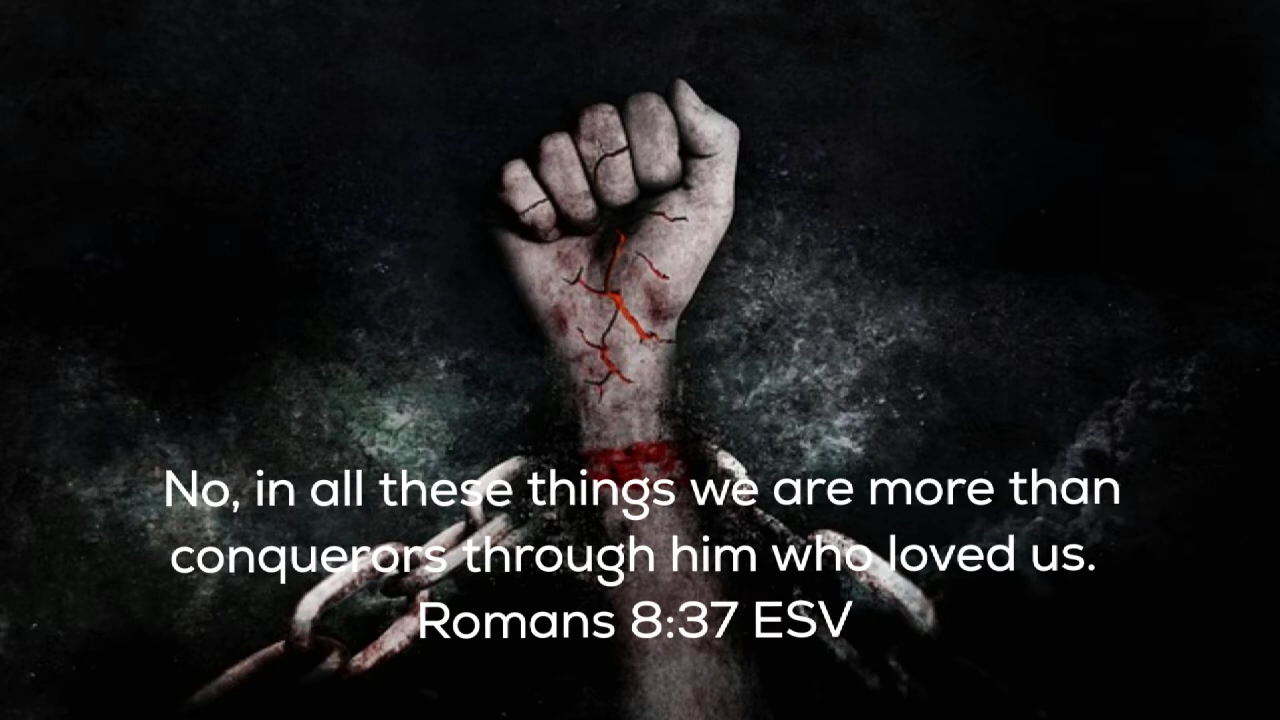 No, in all these things we are more than
conquerors through him who loved us.
Romans 8:37 ESV